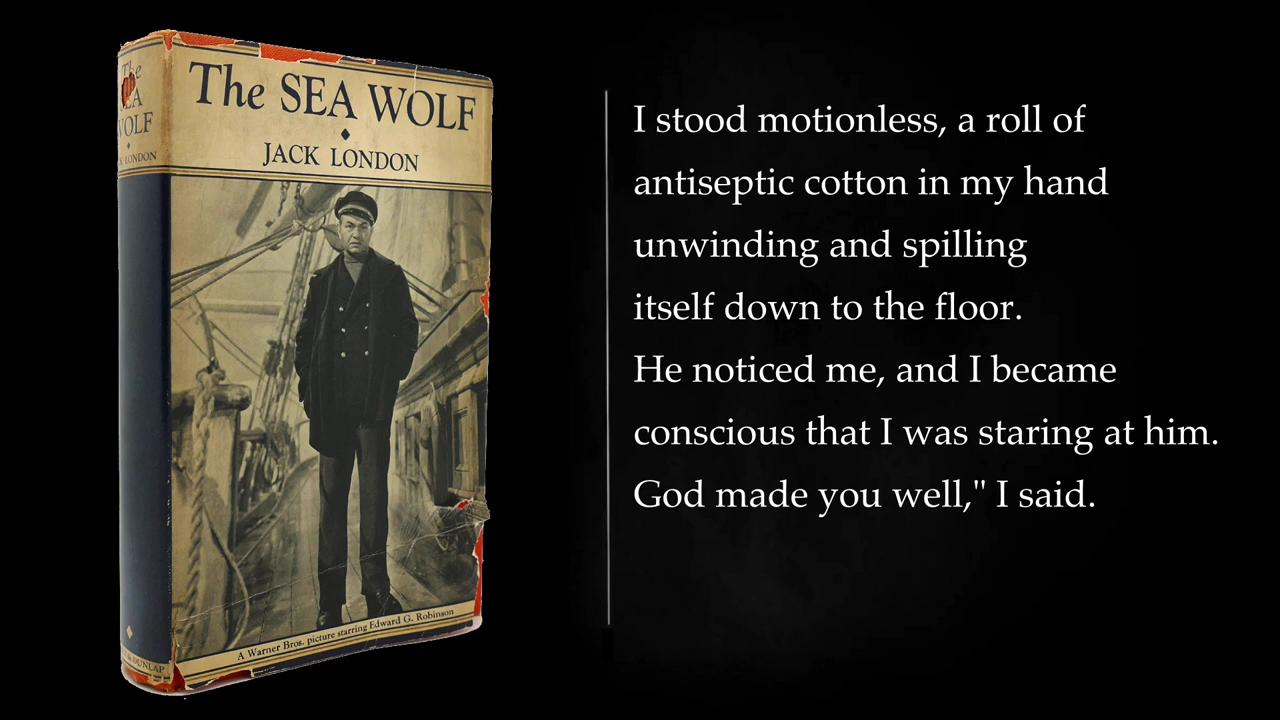 The SEA WOLF
JACK LONDON
The
SEA
WOLF
LONDON
DUNLAP
A Warner Bros. picture starring Edward G. Robinson
I stood motionless, a roll of
antiseptic cotton in my hand
unwinding and spilling
itself down to the floor.
He noticed me, and I became
conscious that I was staring at him.
God made you well," I said.